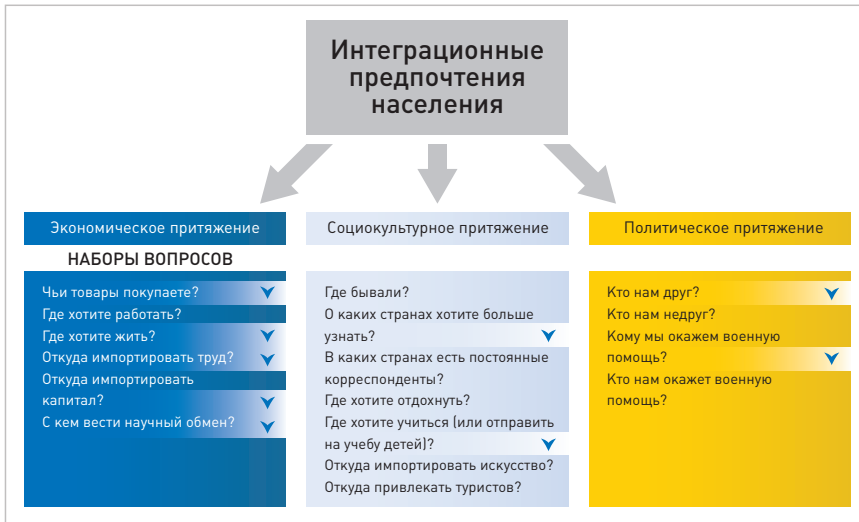 Интеграционные
предпочтения
населения
Экономическое притяжение
НАБОРЫ ВОПРОСОВ
Чьи товары покупаете?
Где хотите работать?
Где хотите жить?
Откуда импортировать труд?
Откуда импортировать
капитал?
С кем вести научный обмен?
Социокультурное притяжение
Где бывали?
О каких странах хотите больше
узнать?
В каких странах есть постоянные
корреспонденты?
Где хотите отдохнуть?
Где хотите учиться (или отправить
на учебу детей)?
Откуда импортировать искусство?
Откуда привлекать туристов?
Политическое притяжение
Кто нам друг?
Кто нам недруг?
Кому мы окажем военную
помощь?
Кто нам окажет военную
помощь?